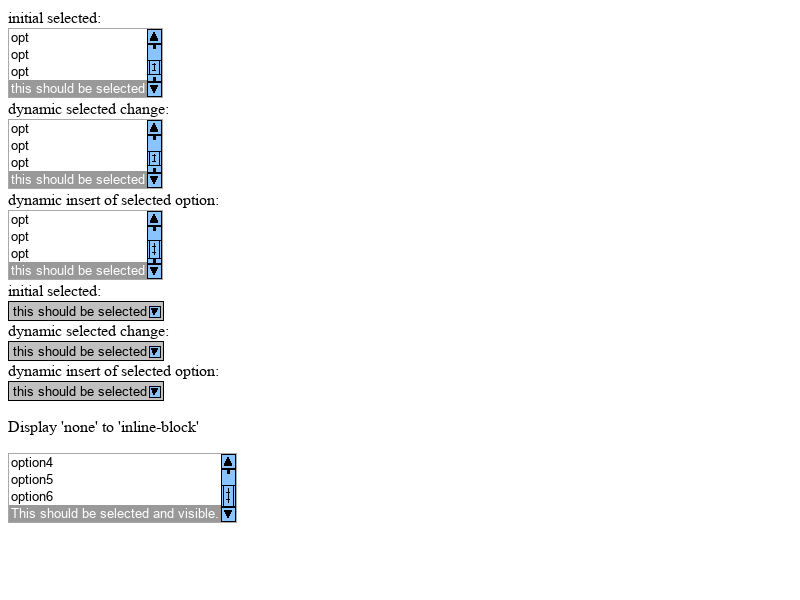 initial selected:
opt
opt
opt
this should be selected
dynamic selected change:
opt
opt
opt
this should be selected
dynamic insert of selected option:
opt
opt
opt
this should be selected
initial selected:
this should be selected
dynamic selected change:
this should be selected
dynamic insert of selected option:
this should be selected
Display 'none' to 'inline-block'
option4
option5
option6
This should be selected and visible.